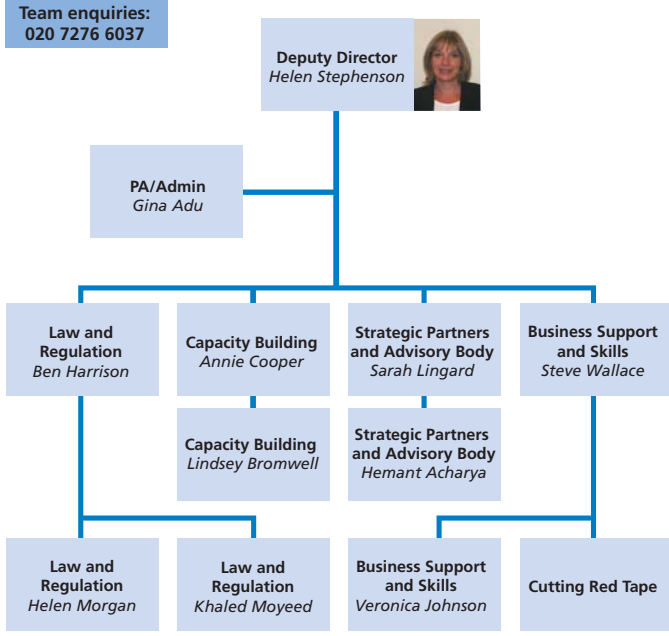 Team enquiries:
020 7276 6037
Deputy Director
Helen Stephenson
PA/Admin
Gina Adu
Law and
Regulation
Ben Harrison
Capacity Building
Annie Cooper
Strategic Partners
and Advisory Body
Sarah Lingard
Business Support
and Skills
Steve Wallace
Capacity Building
Lindsey Bromwell
Strategic Partners
and Advisory Body
Hemant Acharya
Law and
Regulation
Helen Morgan
Law and
Regulation
Khaled Moyeed
Business Support
and Skills
Veronica Johnson
Cutting Red Tape